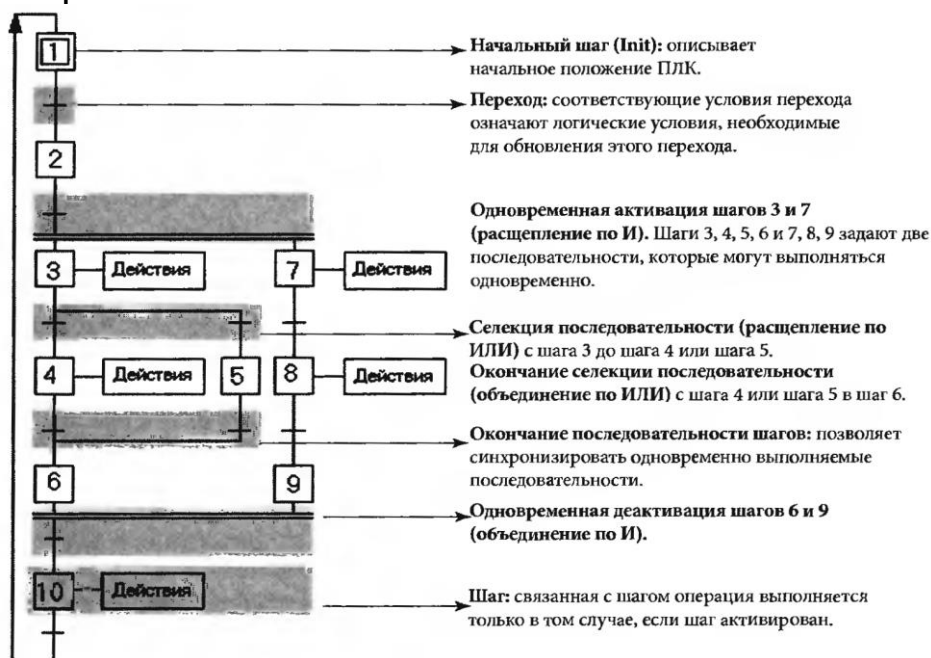 1
Начальный шаг (Init): описывает
начальное положение ПЛК.
Переход: соответствующие условия перехода
означают логические условия, необходимые
для обновления этого перехода.
2
Одновременная активация шагов 3 и 7
(расщепление по И). Шаги 3, 4, 5, 6 и 7, 8, 9 задают две
последовательности, которые могут выполняться
одновременно.
3 Действия 7 Действия
Селекция последовательности (расщепление по
ИЛИ) с шага 3 до шага 4 или шага 5.
4 Действия 5 8 Действия
Окончание селекции последовательности
(объединение по ИЛИ) с шага 4 или шага 5 в шаг 6.
Окончание последовательности шагов: позволяет
синхронизировать одновременно выполняемые
последовательности.
6 9
Одновременная деактивация шагов 6 и 9
(объединение по И).
10 Действия
Шаг: связанная с шагом операция выполняется
только в том случае, если шаг активирован.